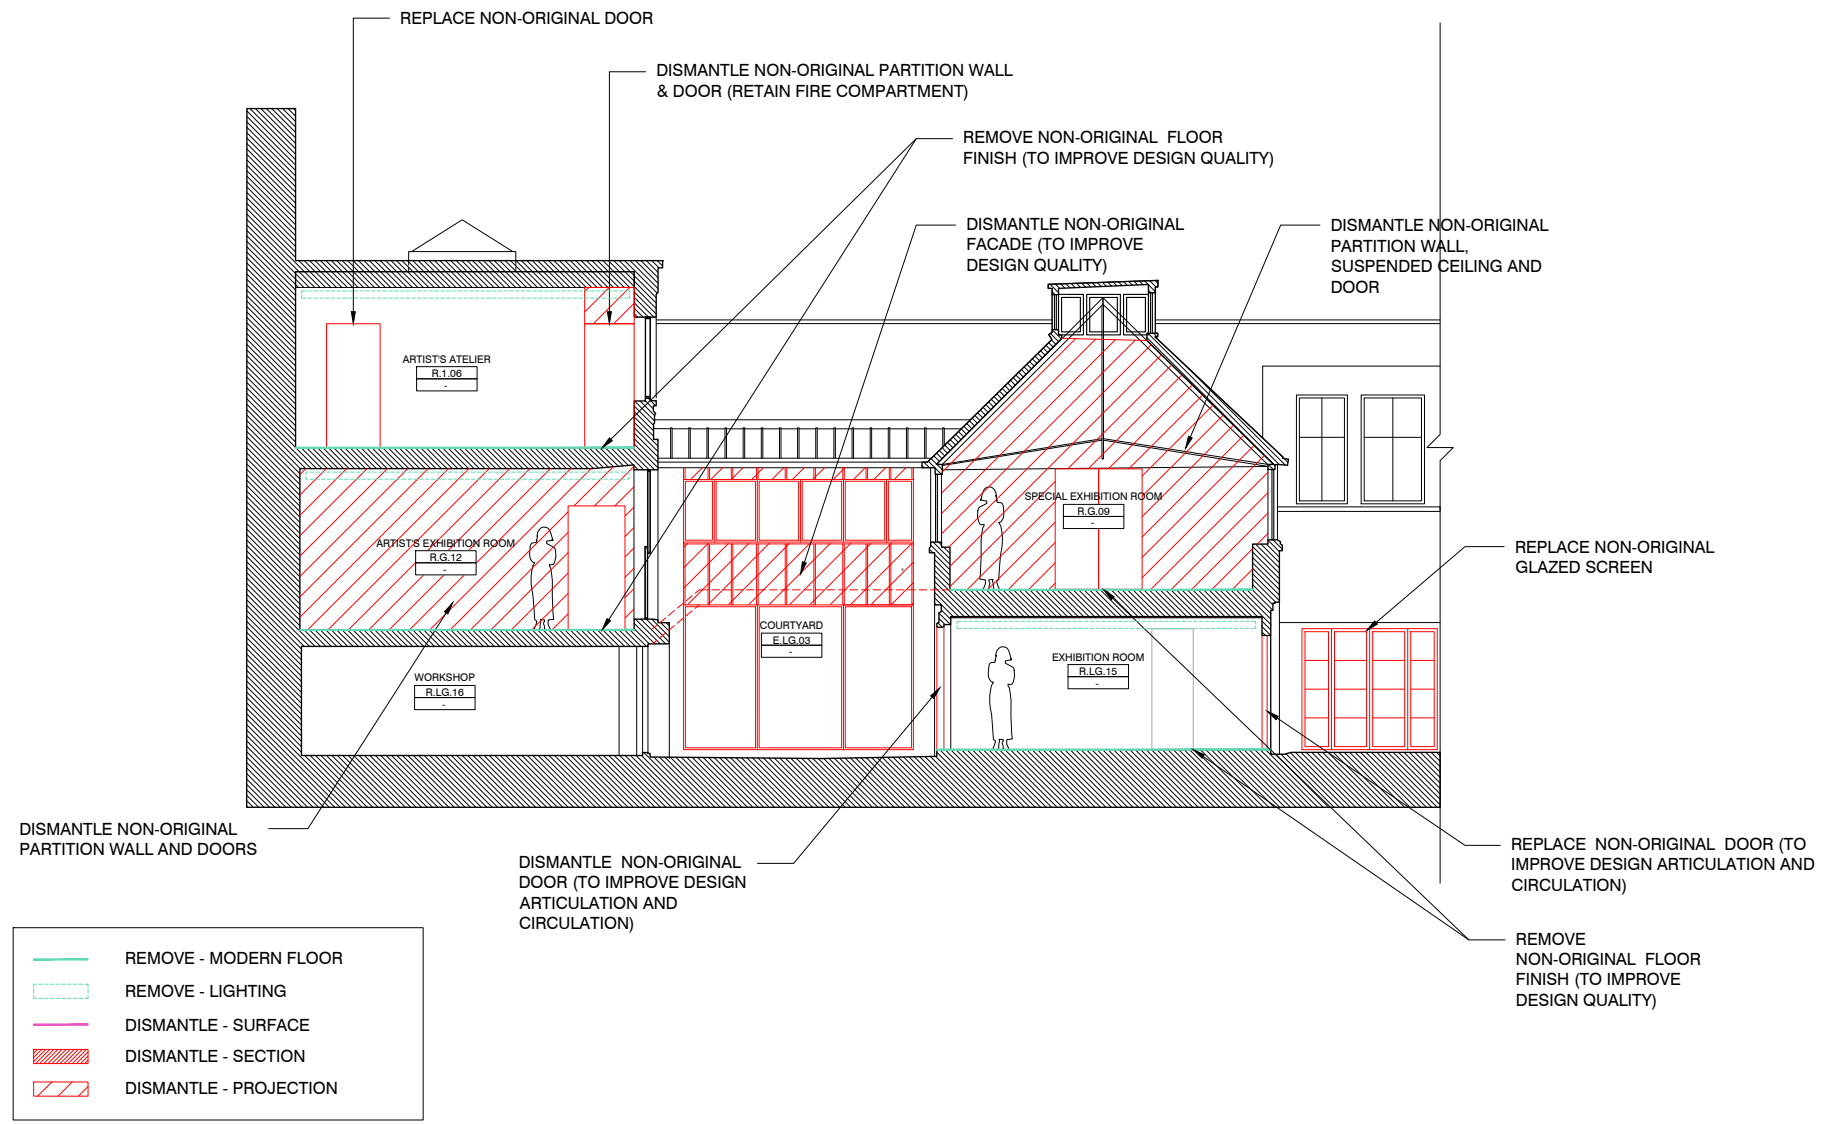 REPLACE NON-ORIGINAL DOOR
DISMANTLE NON-ORIGINAL PARTITION WALL
& DOOR (RETAIN FIRE COMPARTMENT)
REMOVE NON-ORIGINAL FLOOR
FINISH (TO IMPROVE DESIGN QUALITY)
DISMANTLE NON-ORIGINAL
FACADE (TO IMPROVE
DESIGN QUALITY)
DISMANTLE NON-ORIGINAL
PARTITION WALL,
SUSPENDED CEILING AND
DOOR
ARTIST'S ATELIER
R.1.06
-
SPECIAL EXHIBITION ROOM
R.G.09
-
ARTIST'S EXHIBITION ROOM
R.G.12
-
REPLACE NON-ORIGINAL
GLAZED SCREEN
COURTYARD
E.LG.03
-
EXHIBITION ROOM
R.LG.15
-
WORKSHOP
R.LG.16
-
DISMANTLE NON-ORIGINAL
PARTITION WALL AND DOORS
DISMANTLE NON-ORIGINAL
DOOR (TO IMPROVE DESIGN
ARTICULATION AND
CIRCULATION)
REPLACE NON-ORIGINAL DOOR (TO
IMPROVE DESIGN ARTICULATION AND
CIRCULATION)
REMOVE
NON-ORIGINAL FLOOR
FINISH (TO IMPROVE
DESIGN QUALITY)
REMOVE - MODERN FLOOR
REMOVE - LIGHTING
DISMANTLE - SURFACE
DISMANTLE - SECTION
DISMANTLE - PROJECTION